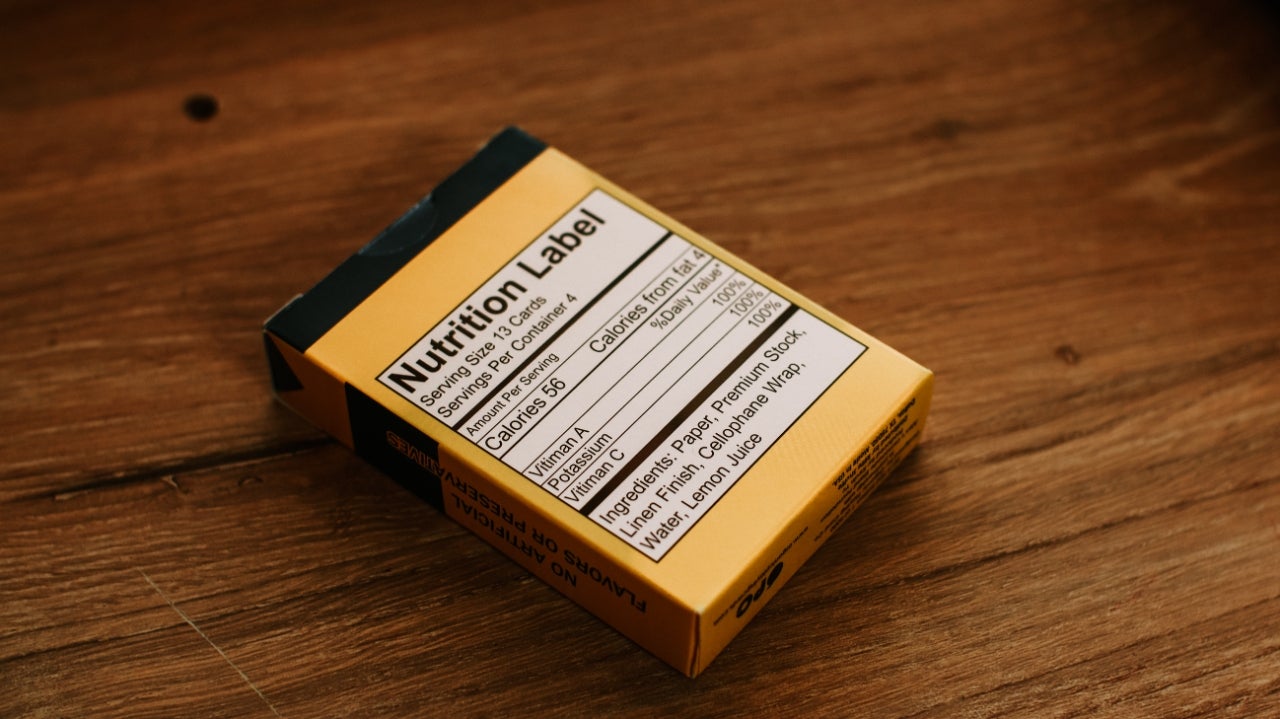 Nutrition Label
Serving Size 13 Cards
Servings Per Container 4
Amount Per Serving
Calories 56 Calories from fat 4
%Daily Value*
Vitiman A 100%
Potassium 100%
Vitiman C 100%
Ingredients: Paper, Premium Stock,
Linen Finish, Cellophane Wrap,
Water, Lemon Juice
NO ARTIFICIAL
FLAVORS OR PRESERVATIVES